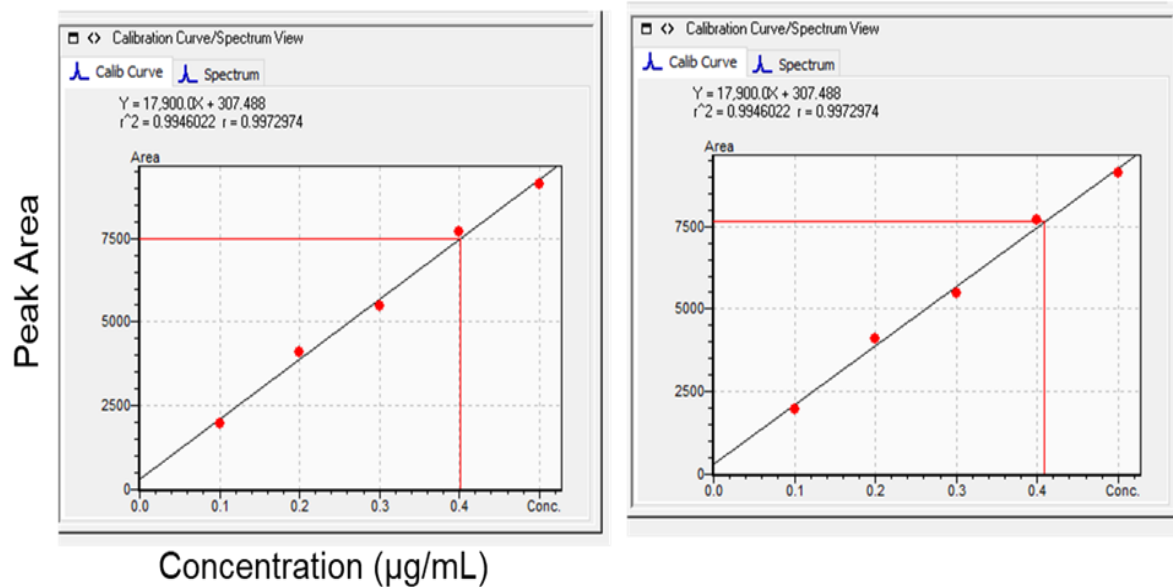 Calibration Curve/Spectrum View
Calib Curve Spectrum
Y = 17,900.0X + 307.488
r^2 = 0.9946022 r = 0.9972974
Area
7500
5000
2500
0
0.0 0.1 0.2 0.3 0.4 Conc.
Calibration Curve/Spectrum View
Calib Curve Spectrum
Y = 17,900.0X + 307.488
r^2 = 0.9946022 r = 0.9972974
Area
7500
5000
2500
0
0.0 0.1 0.2 0.3 0.4 Conc.
Peak Area
Concentration (µg/mL)